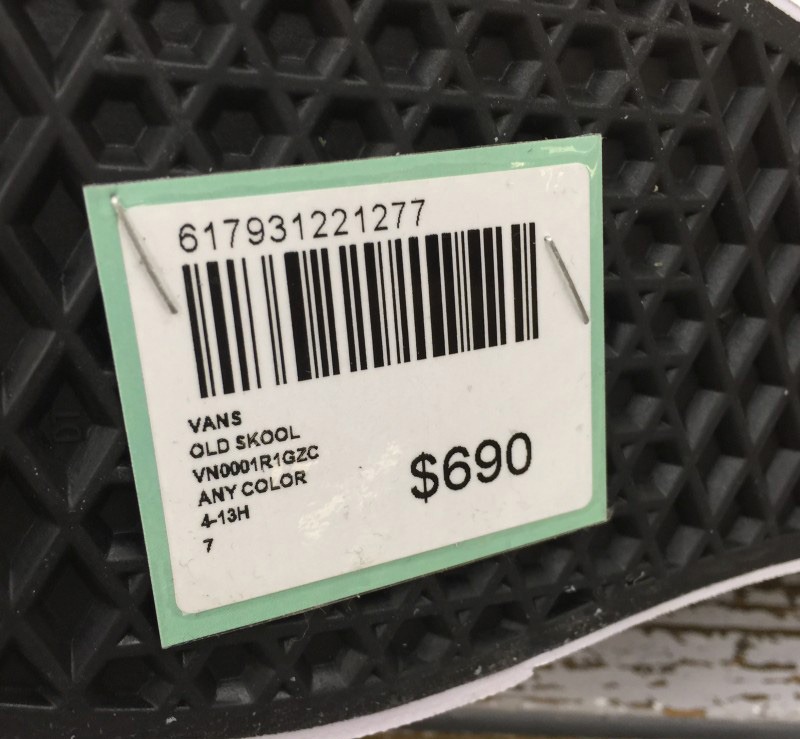 617931221277
VANS
OLD SKOOL
VN0001R1GZC
ANY COLOR
4-13H
7
$690